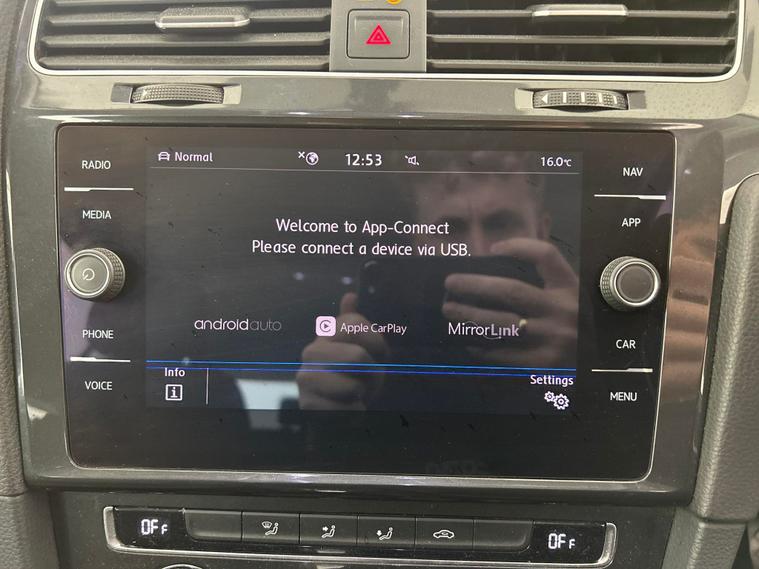 RADIO
MEDIA
PHONE
VOICE
Normal
12:53
16.0°C
Welcome to App-Connect
Please connect a device via USB.
androidauto
Apple CarPlay
MirrorLink
Info
Settings
NAV
APP
CAR
MENU
OFF
OFF